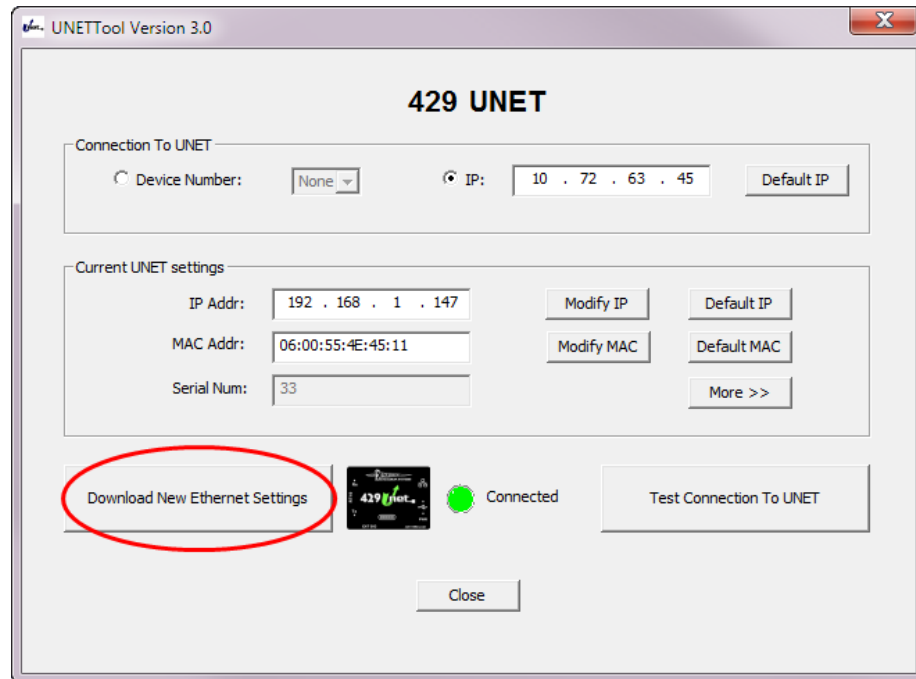 UNETTool Version 3.0
X
429 UNET
Connection To UNET
Device Number: None IP: 10 . 72 . 63 . 45 Default IP
Current UNET settings
IP Addr: 192 . 168 . 1 . 147 Modify IP Default IP
MAC Addr: 06:00:55:4E:45:11 Modify MAC Default MAC
Serial Num: 33 More >>
Download New Ethernet Settings 429 Unet Connected Test Connection To UNET
Close